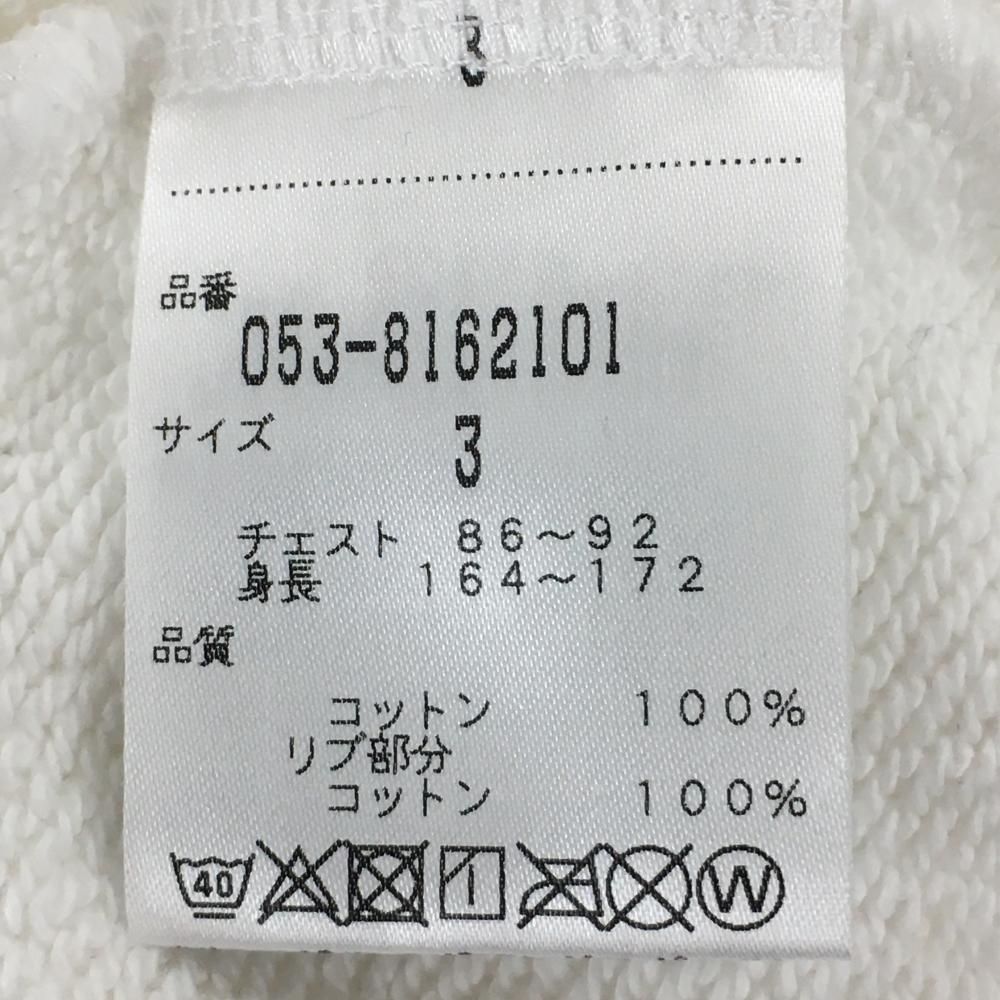 3
品番
053-8162101
サイズ 3
チェスト 86～92
身長 164～172
品質
コットン 100%
リブ部分
コットン 100%
40 W